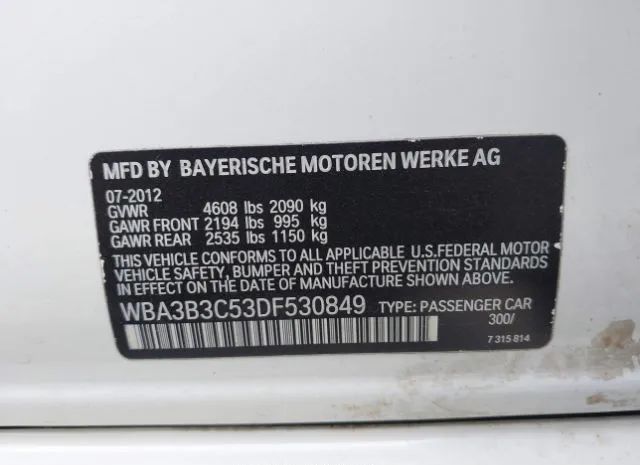 MFD BY BAYERISCHE MOTOREN WERKE AG
07-2012
GVWR 4608 lbs 2090 kg
GAWR FRONT 2194 lbs 995 kg
GAWR REAR 2535 lbs 1150 kg
THIS VEHICLE CONFORMS TO ALL APPLICABLE U.S.FEDERAL MOTOR
VEHICLE SAFETY, BUMPER AND THEFT PREVENTION STANDARDS
IN EFFECT ON THE DATE OF MANUFACTURE SHOWN ABOVE.
WBA3B3C53DF530849 TYPE: PASSENGER CAR
300/
7 315 814